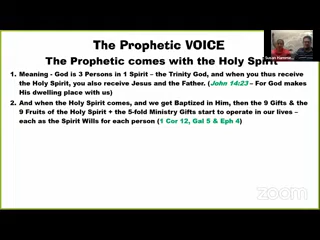 The Prophetic VOICE
The Prophetic comes with the Holy Spirit
1. Meaning - God is 3 Persons in 1 Spirit – the Trinity God, and when you thus receive
the Holy Spirit, you also receive Jesus and the Father. (John 14:23 – For God makes
His dwelling place with us)
2. And when the Holy Spirit comes, and we get Baptized in Him, then the 9 Gifts & the
9 Fruits of the Holy Spirit + the 5-fold Ministry Gifts start to operate in our lives –
each as the Spirit Wills for each person (1 Cor 12, Gal 5 & Eph 4)
zoom